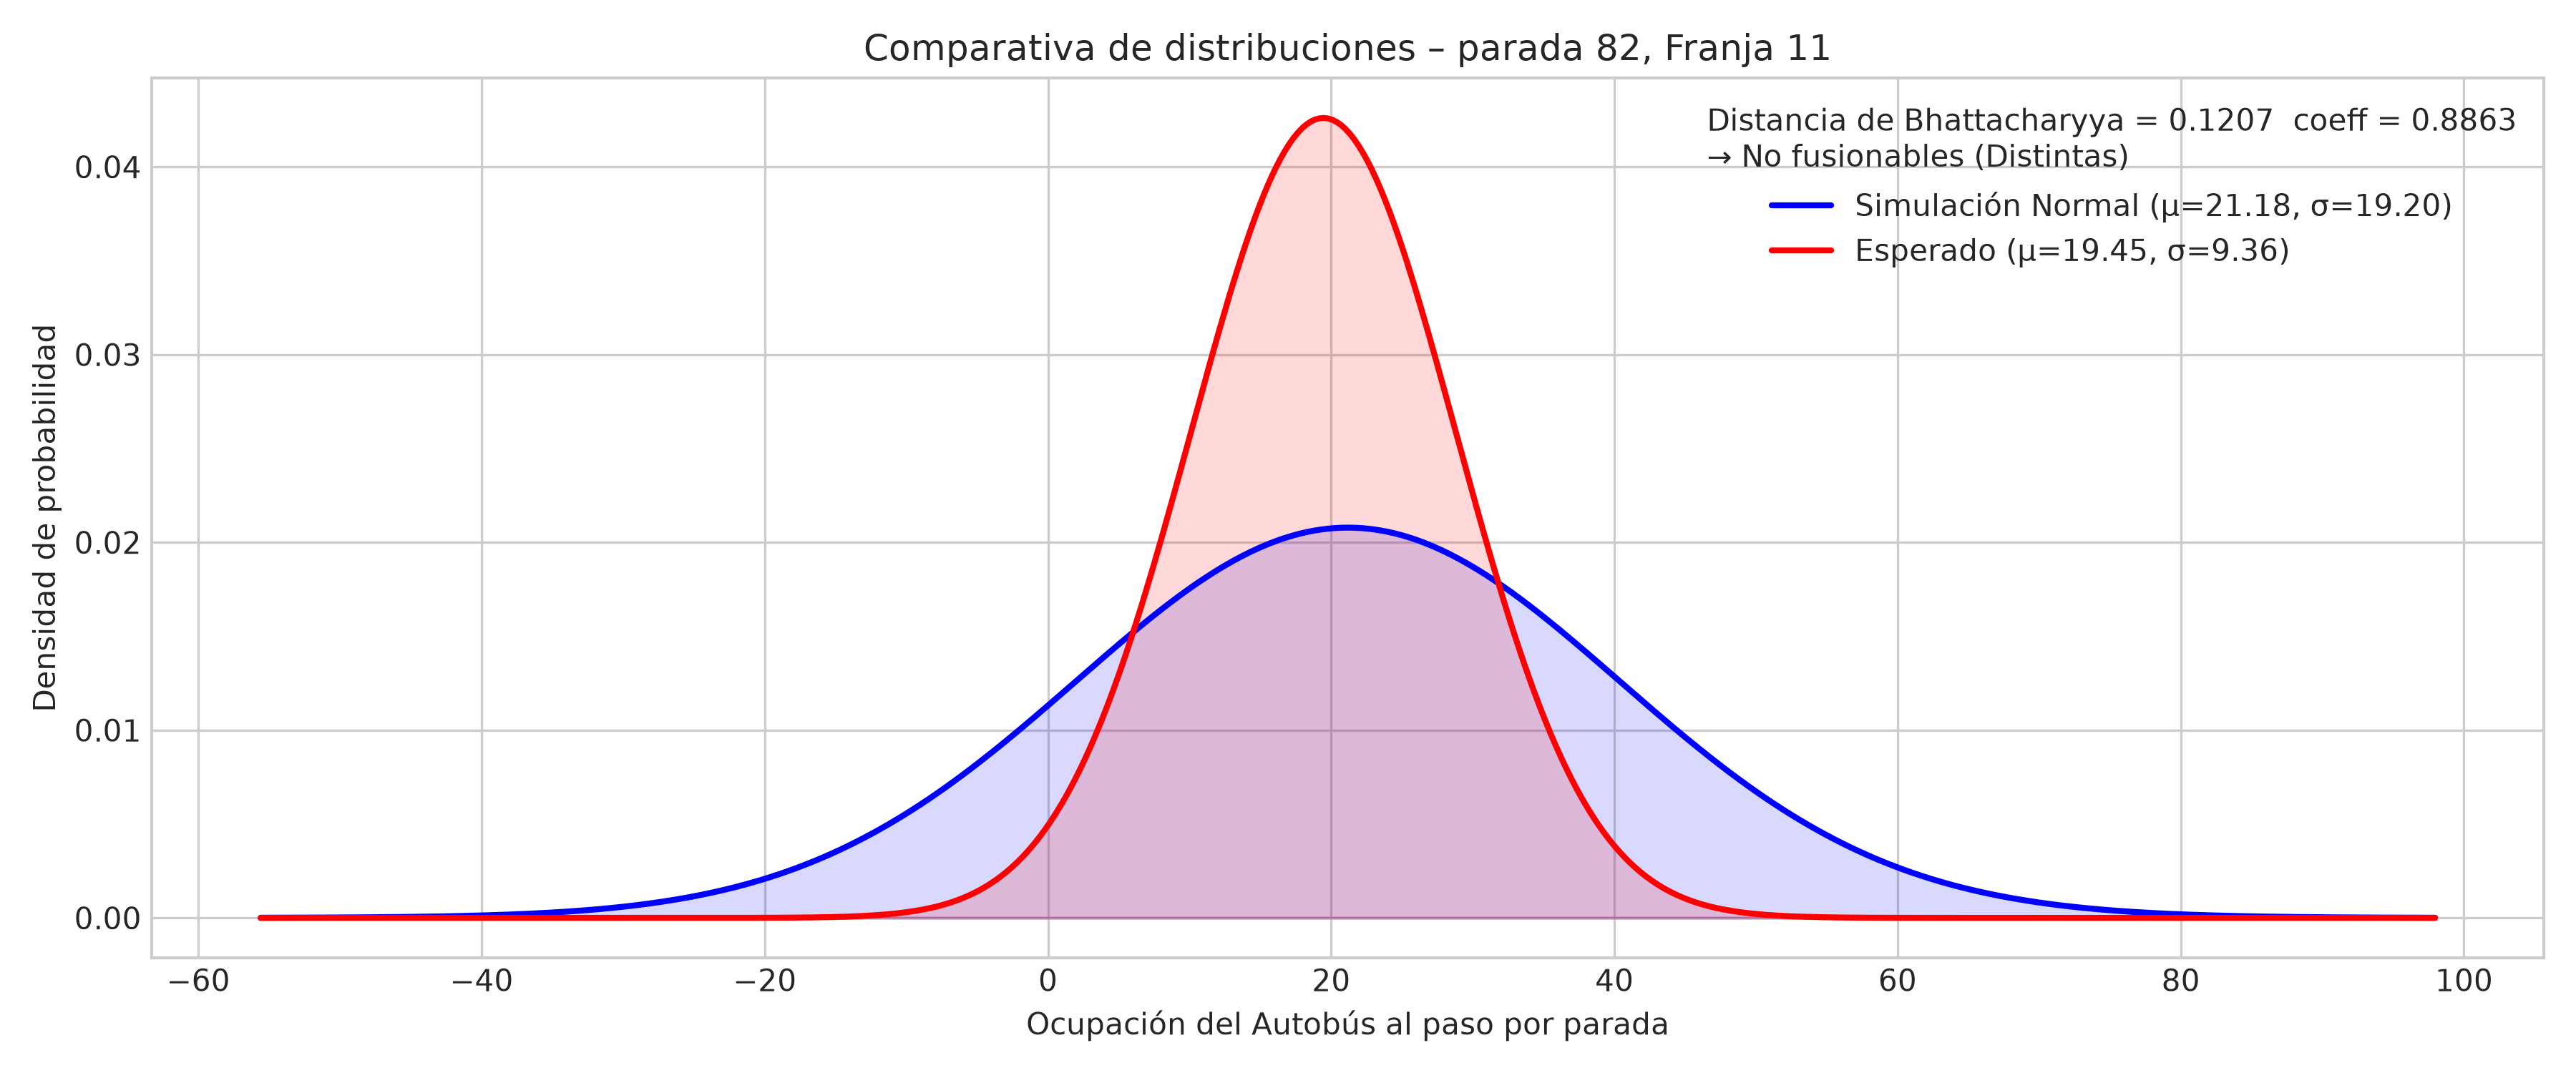 Comparativa de distribuciones – parada 82, Franja 11
Distancia de Bhattacharyya = 0.1207  coeff = 0.8863
→ No fusionables (Distintas)
Simulación Normal (μ=21.18, σ=19.20)
Esperado (μ=19.45, σ=9.36)
Densidad de probabilidad
0.04
0.03
0.02
0.01
0.00
−60 −40 −20 0 20 40 60 80 100
Ocupación del Autobús al paso por parada